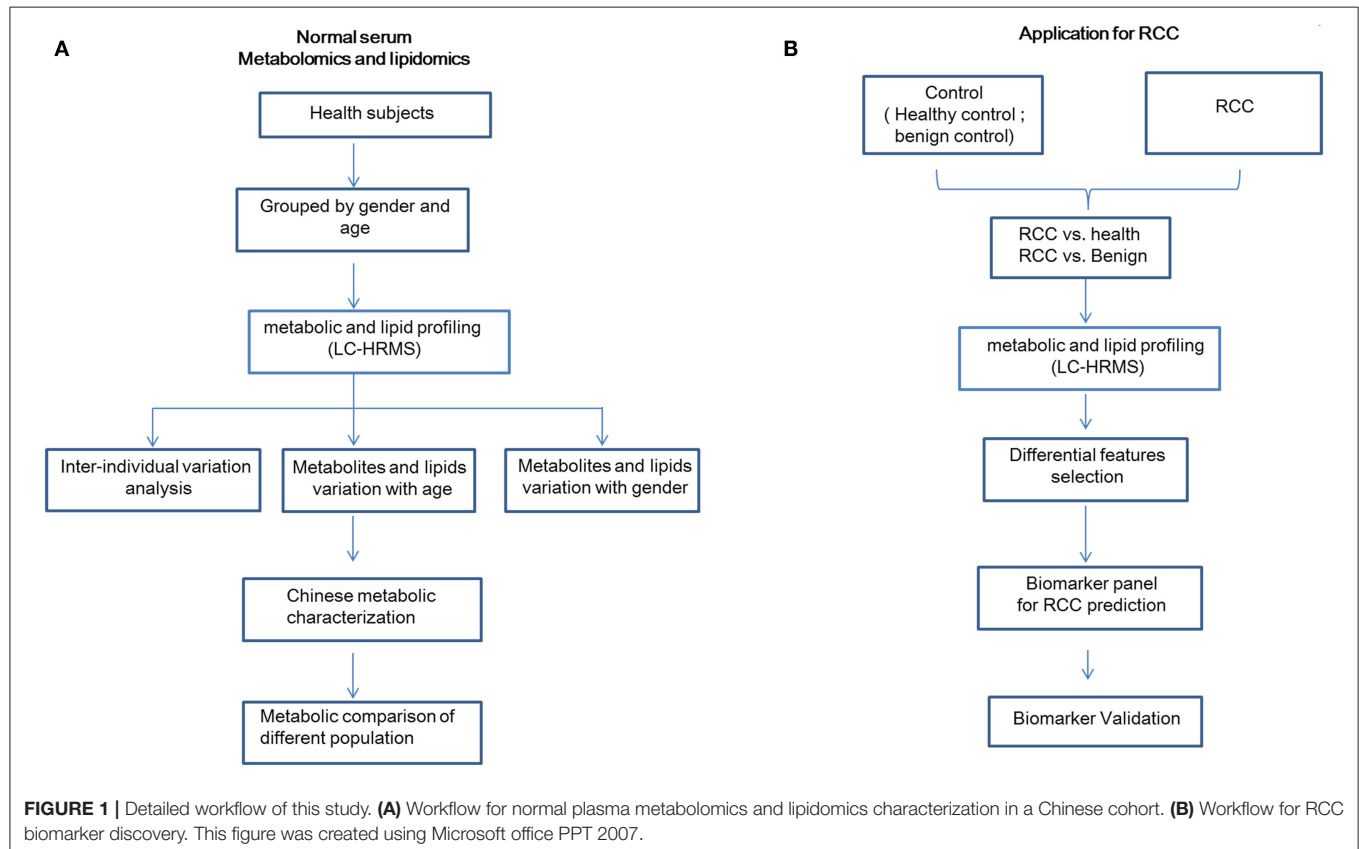 A
Normal serum
Metabolomics and lipidomics
Health subjects
Grouped by gender and
age
metabolic and lipid profiling
(LC-HRMS)
Inter-individual variation
analysis
Metabolites and lipids
variation with age
Metabolites and lipids
variation with gender
Chinese metabolic
characterization
Metabolic comparison of
different population
B
Application for RCC
Control
( Healthy control ;
benign control)
RCC
RCC vs. health
RCC vs. Benign
metabolic and lipid profiling
(LC-HRMS)
Differential features
selection
Biomarker panel
for RCC prediction
Biomarker Validation
FIGURE 1 | Detailed workflow of this study. (A) Workflow for normal plasma metabolomics and lipidomics characterization in a Chinese cohort. (B) Workflow for RCC
biomarker discovery. This figure was created using Microsoft office PPT 2007.